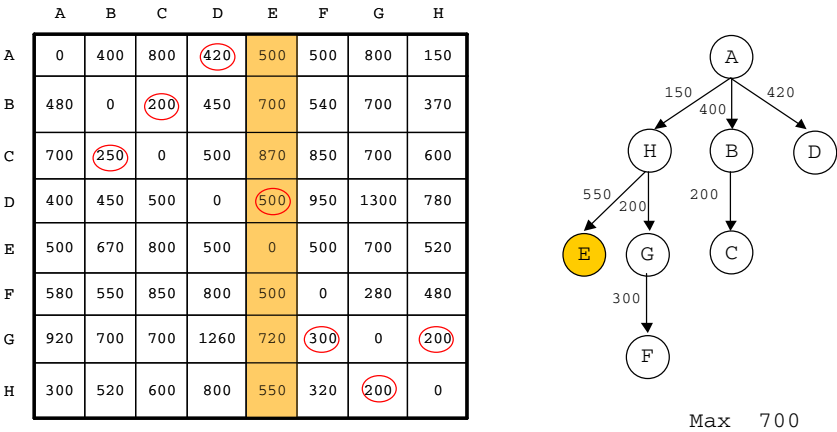 A B C D E F G H
A 0 400 800 420 500 500 800 150
B 480 0 200 450 700 540 700 370
C 700 250 0 500 870 850 700 600
D 400 450 500 0 500 950 1300 780
E 500 670 800 500 0 500 700 520
F 580 550 850 800 500 0 280 480
G 920 700 700 1260 720 300 0 200
H 300 520 600 800 550 320 200 0
A
150 400 420
H B D
550 200 200
E G C
300
F
Max 700